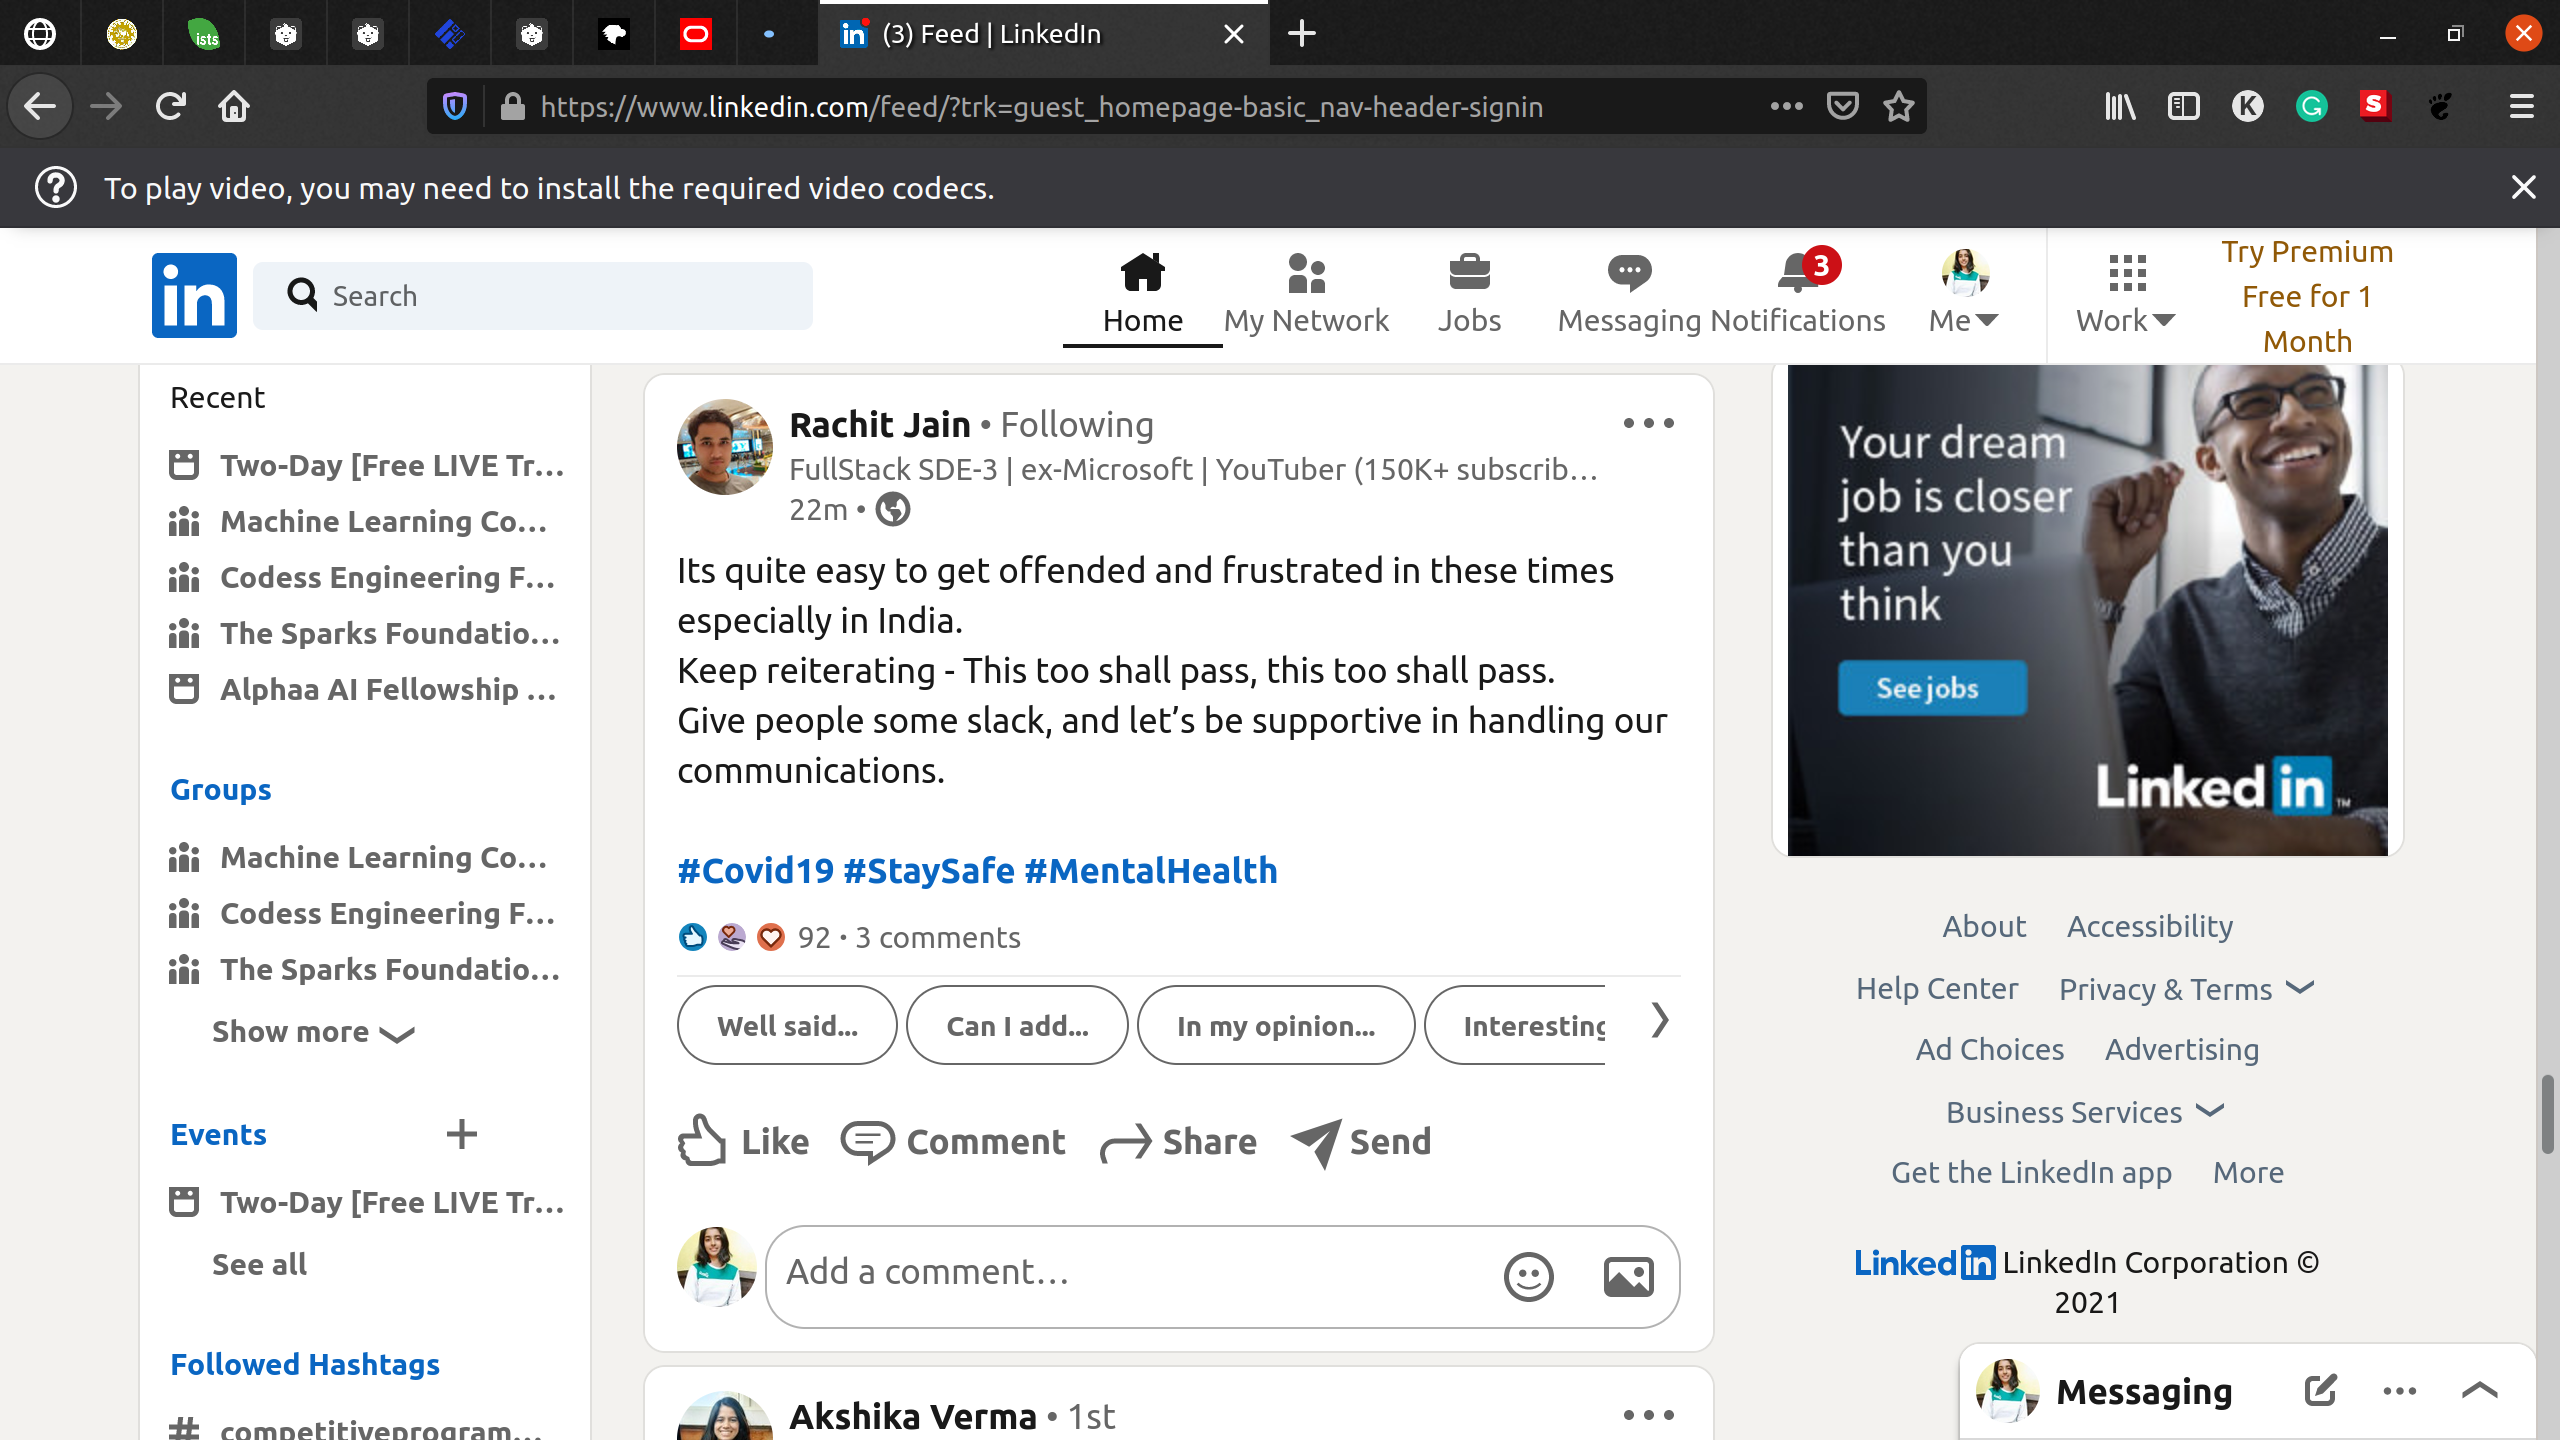 ists
(3) Feed | LinkedIn
https://www.linkedin.com/feed/?trk=guest_homepage-basic_nav-header-signin
To play video, you may need to install the required video codecs.
in
Search
Home
My Network
Jobs
Messaging
3
Notifications
Me
Work
Try Premium
Free for 1
Month
Recent
Two-Day [Free LIVE Tr…
Machine Learning Co…
Codess Engineering F…
The Sparks Foundatio…
Alphaa AI Fellowship …
Groups
Machine Learning Co…
Codess Engineering F…
The Sparks Foundatio…
Show more
Events
Two-Day [Free LIVE Tr…
See all
Followed Hashtags
# competitiveprogram…
Rachit Jain • Following
FullStack SDE-3 | ex-Microsoft | YouTuber (150K+ subscrib…
22m •
Its quite easy to get offended and frustrated in these times
especially in India.
Keep reiterating - This too shall pass, this too shall pass.
Give people some slack, and let’s be supportive in handling our
communications.
#Covid19 #StaySafe #MentalHealth
92 • 3 comments
Well said…
Can I add…
In my opinion…
Interesting
Like
Comment
Share
Send
Add a comment…
Akshika Verma • 1st
Your dream
job is closer
than you
think
See jobs
Linked in ™
About
Accessibility
Help Center
Privacy & Terms
Ad Choices
Advertising
Business Services
Get the LinkedIn app
More
Linked in LinkedIn Corporation ©
2021
Messaging